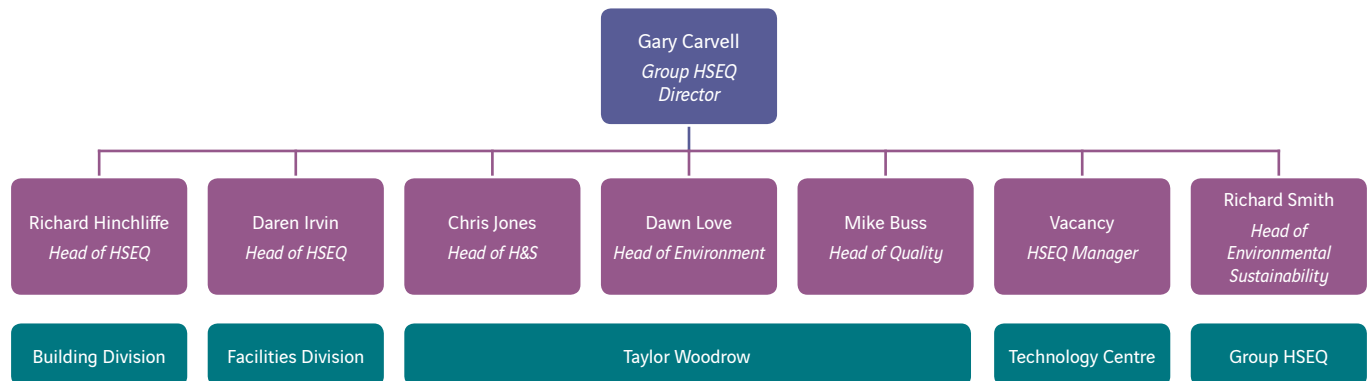 Gary Carvell
Group HSEQ
Director
Richard Hinchliffe
Head of HSEQ
Daren Irvin
Head of HSEQ
Chris Jones
Head of H&S
Dawn Love
Head of Environment
Mike Buss
Head of Quality
Vacancy
HSEQ Manager
Richard Smith
Head of
Environmental
Sustainability
Building Division
Facilities Division
Taylor Woodrow
Technology Centre
Group HSEQ